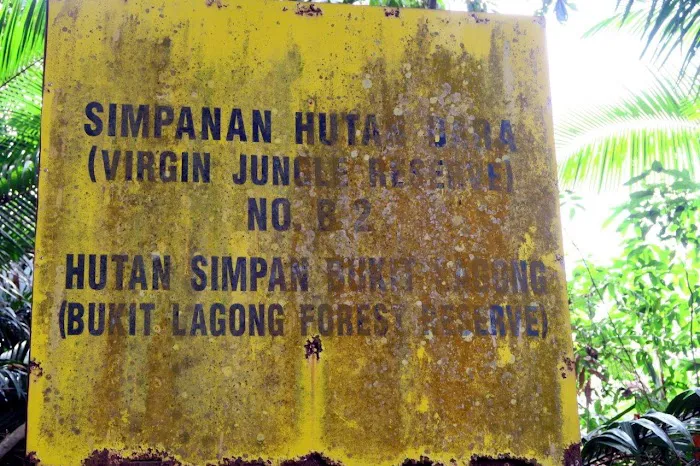 SIMPANAN HUTAN DARA
(VIRGIN JUNGLE RESERVE)
NO. B 2
HUTAN SIMPAN BUKIT LAGONG
(BUKIT LAGONG FOREST RESERVE)